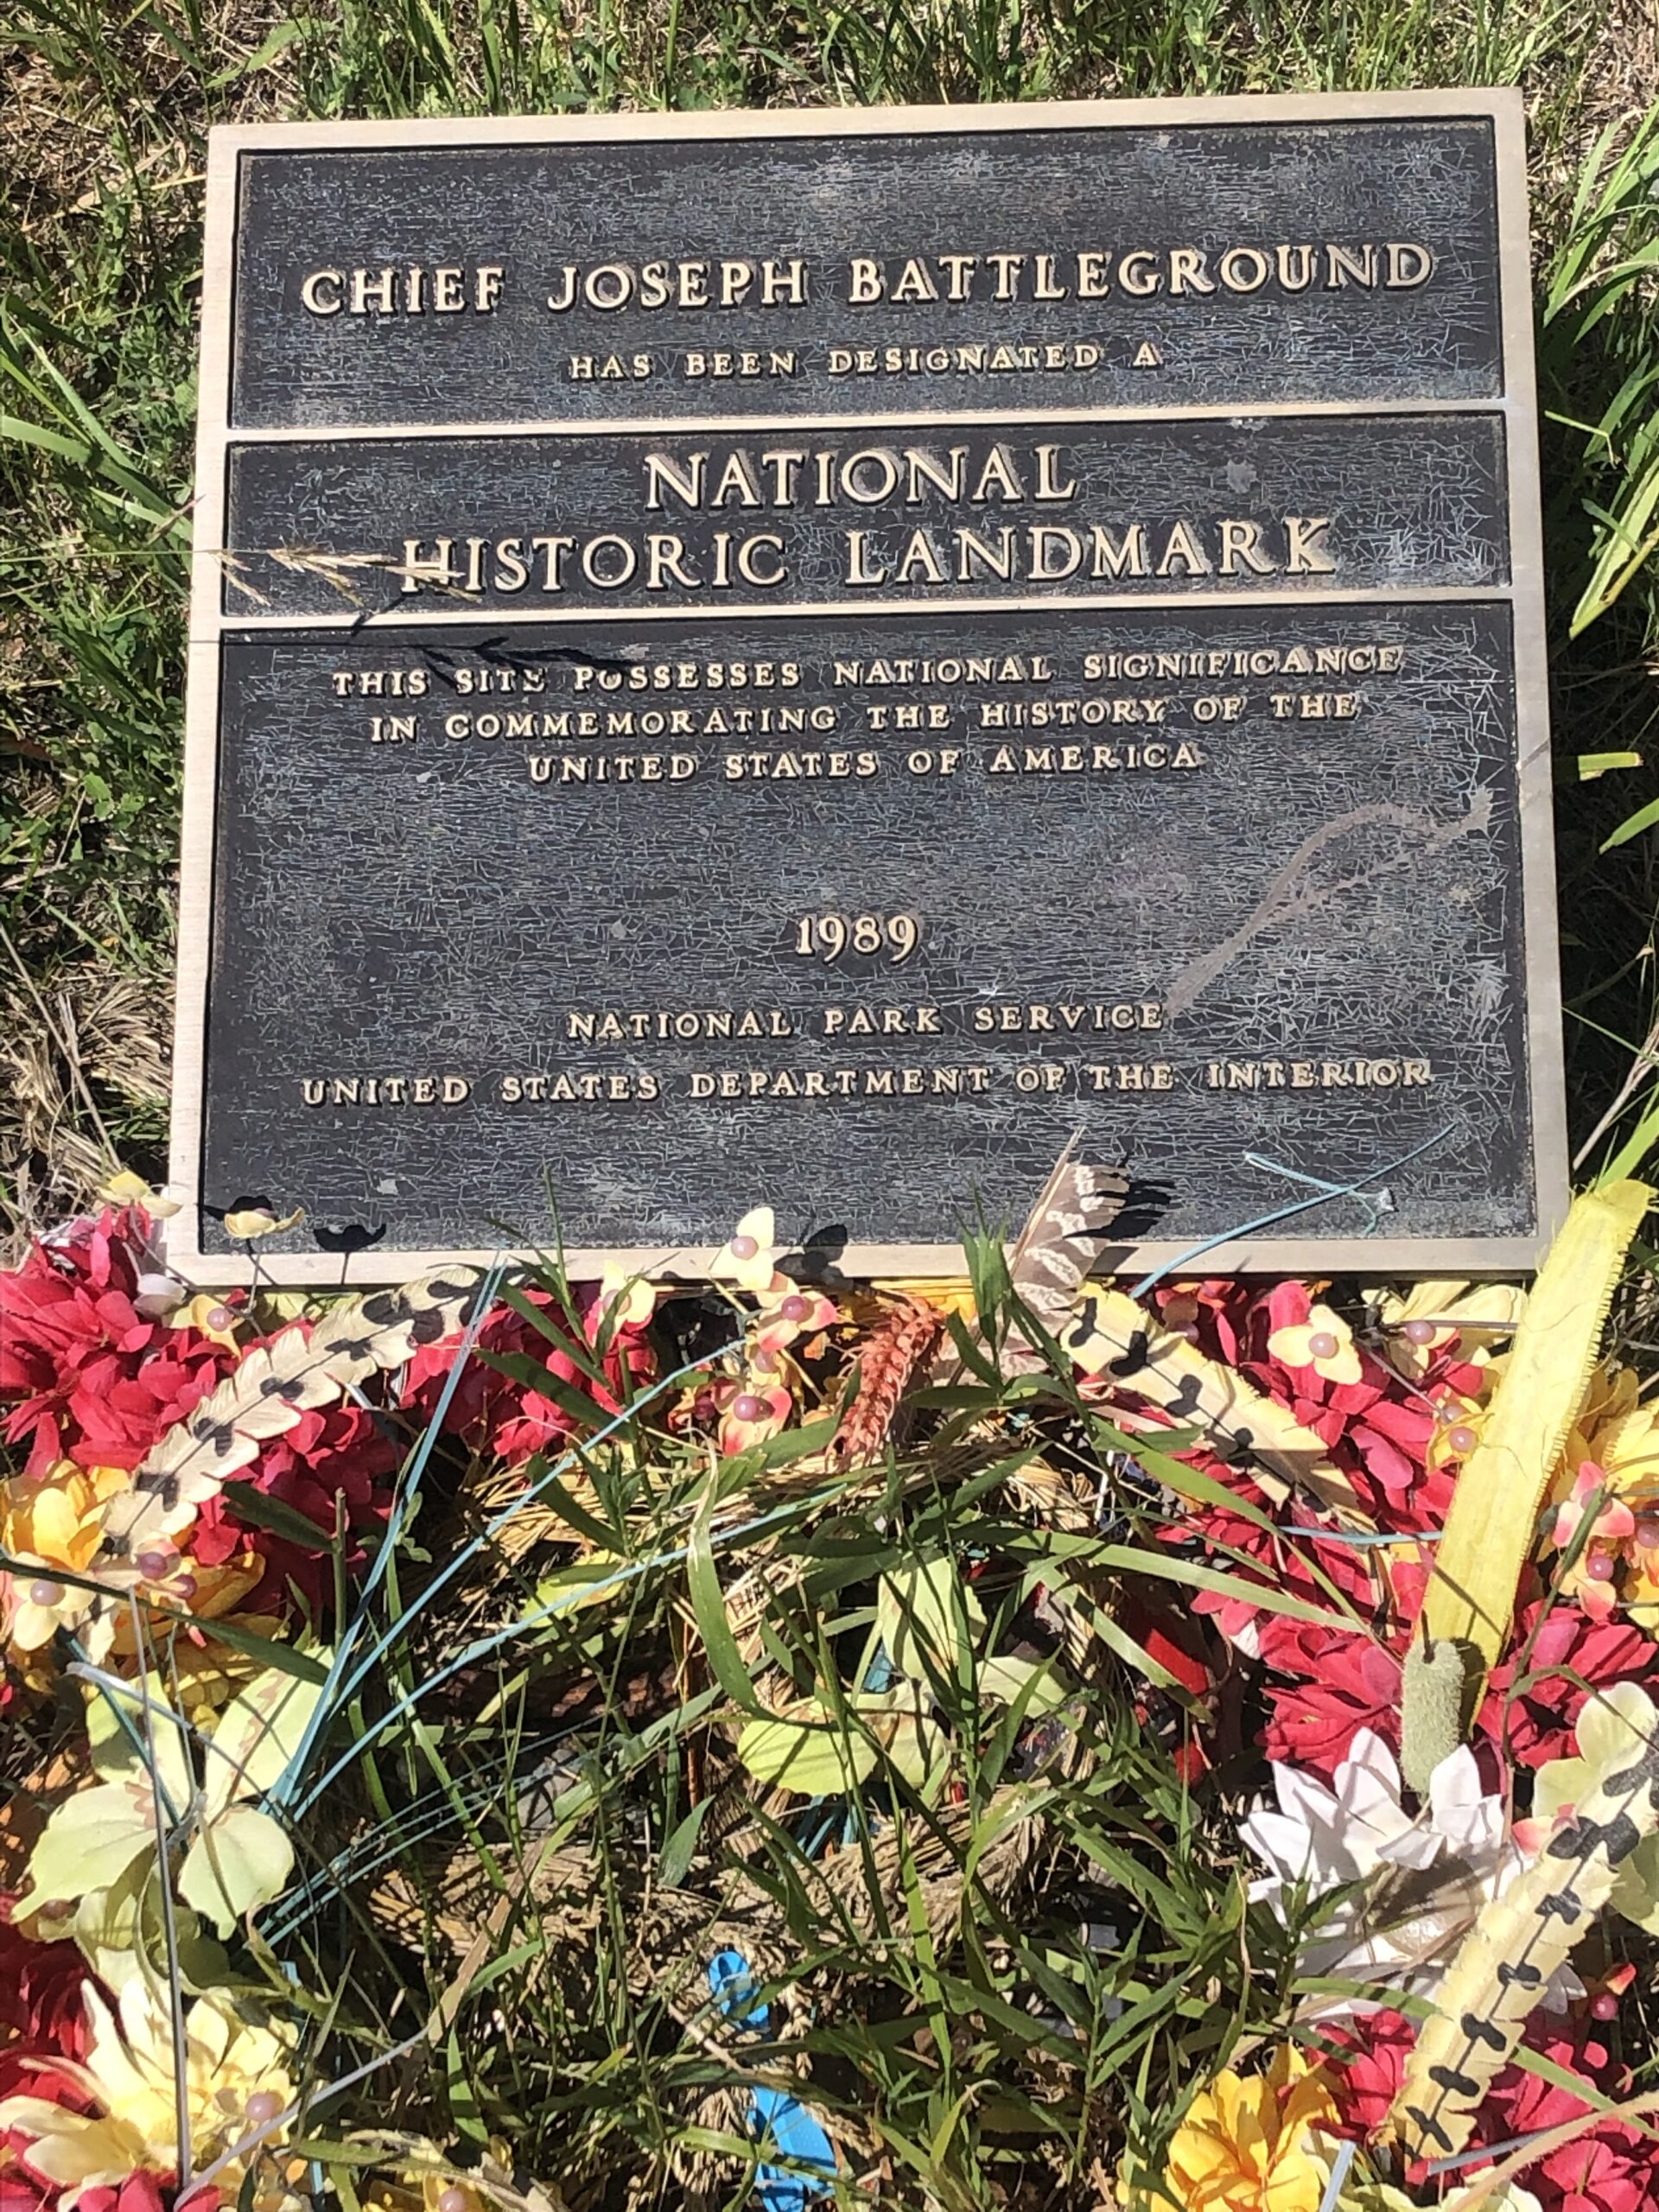 CHIEF JOSEPH BATTLEGROUND
HAS BEEN DESIGNATED A
NATIONAL
HISTORIC LANDMARK
THIS SITE POSSESSES NATIONAL SIGNIFICANCE
IN COMMEMORATING THE HISTORY OF THE
UNITED STATES OF AMERICA
1989
NATIONAL PARK SERVICE
UNITED STATES DEPARTMENT OF THE INTERIOR